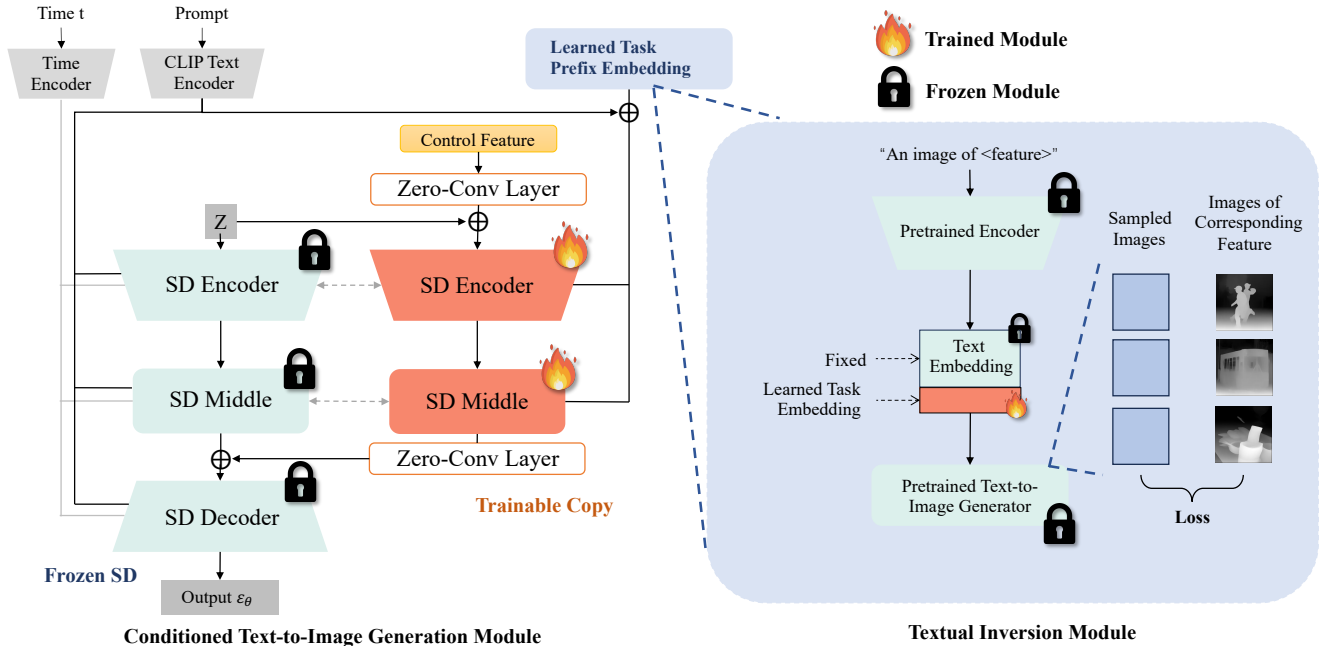 Time t
Prompt
Time
Encoder
CLIP Text
Encoder
Learned Task
Prefix Embedding
Trained Module
Frozen Module
Control Feature
Zero-Conv Layer
Z
SD Encoder
SD Encoder
SD Middle
SD Middle
Zero-Conv Layer
SD Decoder
Trainable Copy
Frozen SD
Output εθ
Conditioned Text-to-Image Generation Module
“An image of <feature>”
Pretrained Encoder
Sampled
Images
Images of
Corresponding
Feature
Fixed
Text
Embedding
Learned Task
Embedding
Pretrained Text-to-
Image Generator
Loss
Textual Inversion Module